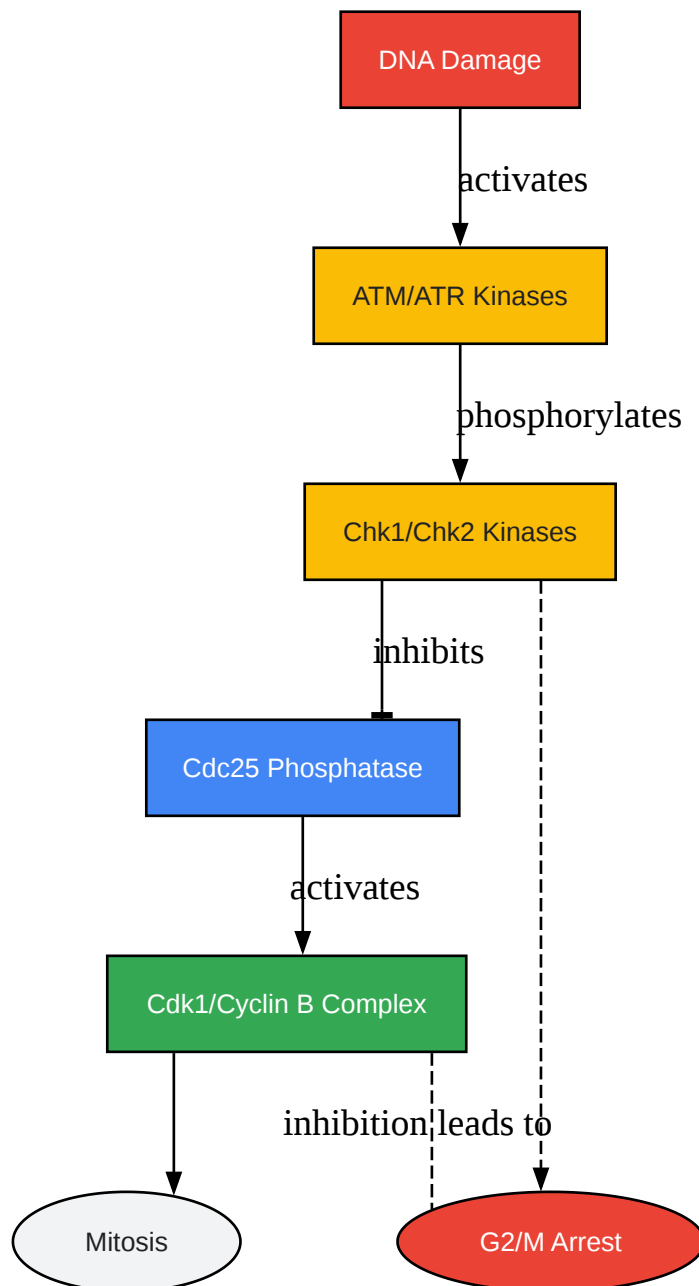 DNA Damage
activates
ATM/ATR Kinases
phosphorylates
Chk1/Chk2 Kinases
inhibits
Cdc25 Phosphatase
activates
Cdk1/Cyclin B Complex
inhibition leads to
Mitosis
G2/M Arrest